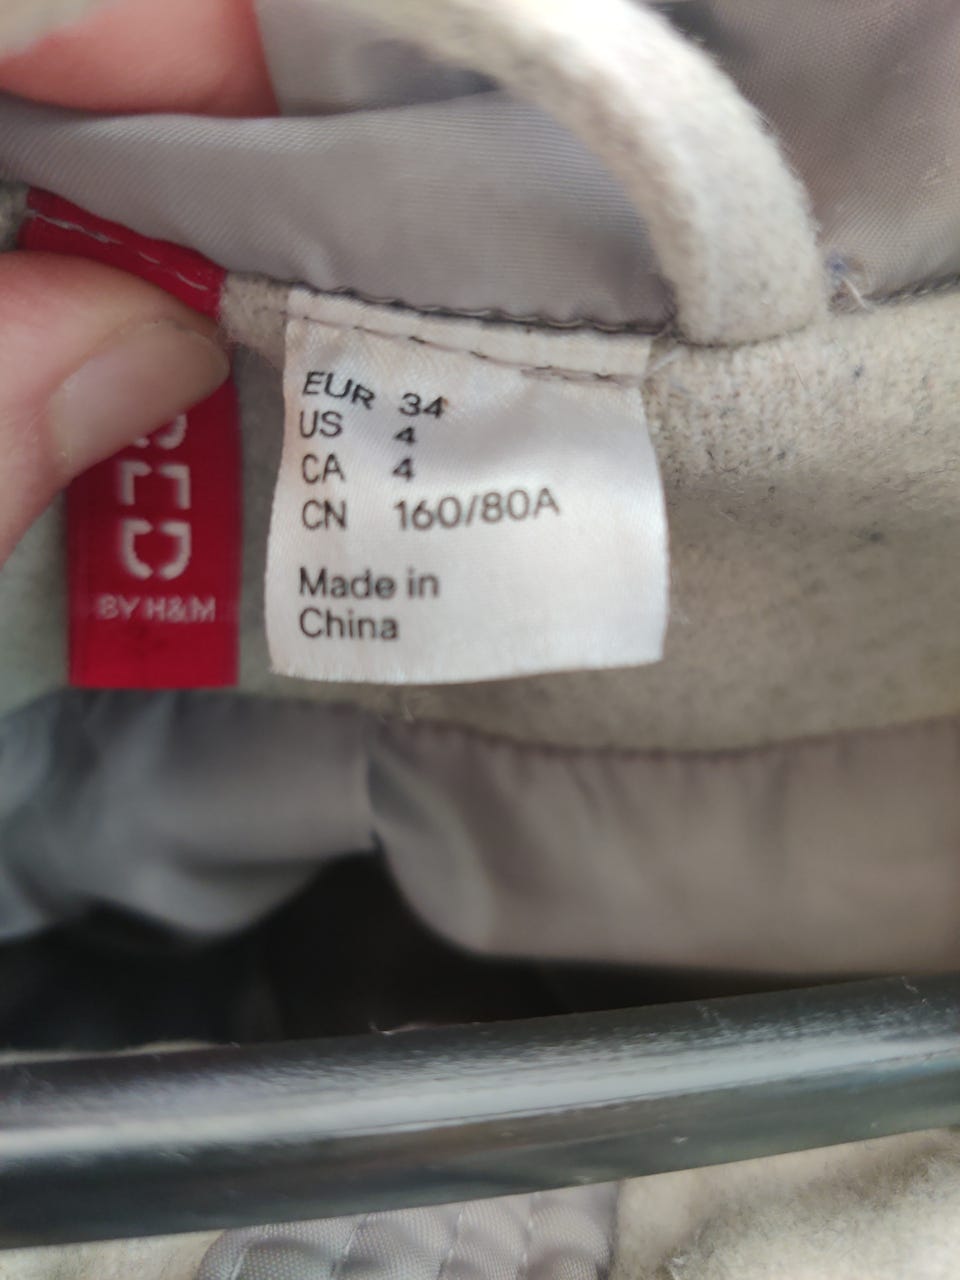 EUR 34
US 4
CA 4
CN 160/80A
Made in
China
BY H&M